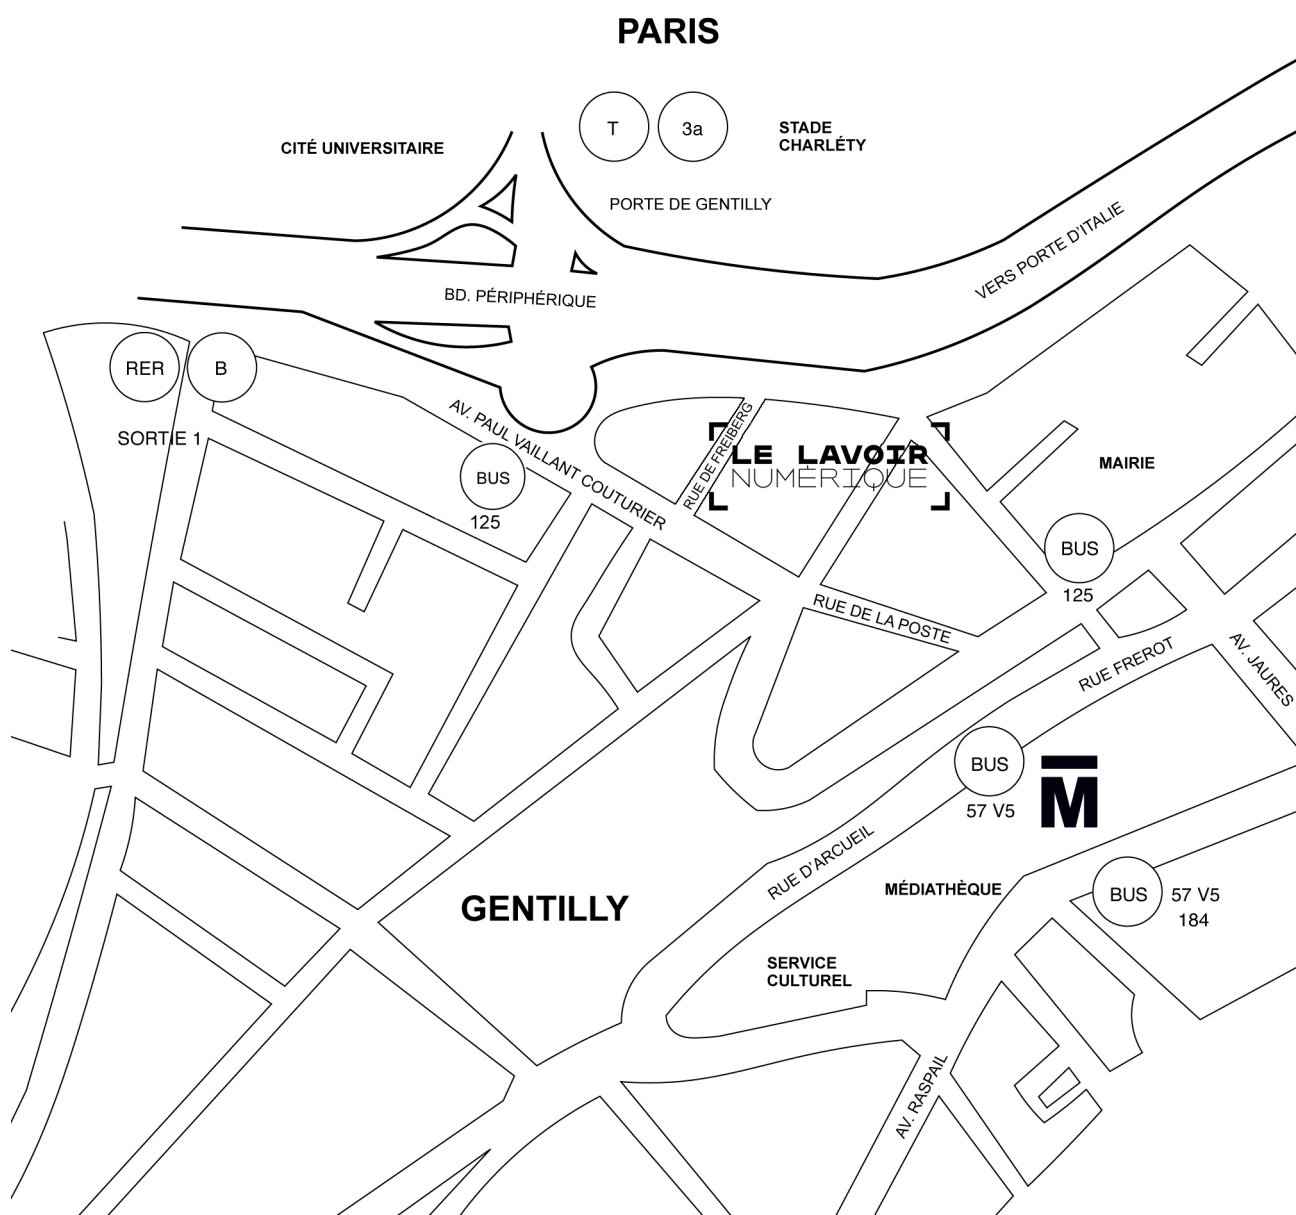 PARIS
T
3a
STADE
CHARLÉTY
CITÉ UNIVERSITAIRE
PORTE DE GENTILLY
VERS PORTE D'ITALIE
BD. PÉRIPHÉRIQUE
RER
B
SORTIE 1
AV. PAUL VAILLANT COUTURIER
BUS
125
RUE DE FREIBERG
LE LAVOIR
NUMÉRIQUE
MAIRIE
BUS
125
RUE DE LA POSTE
RUE FREROT
AV. JAURES
BUS
57 V5
M
RUE D'ARCUEIL
MÉDIATHÈQUE
BUS
57 V5
184
GENTILLY
SERVICE
CULTUREL
AV. RASPAIL